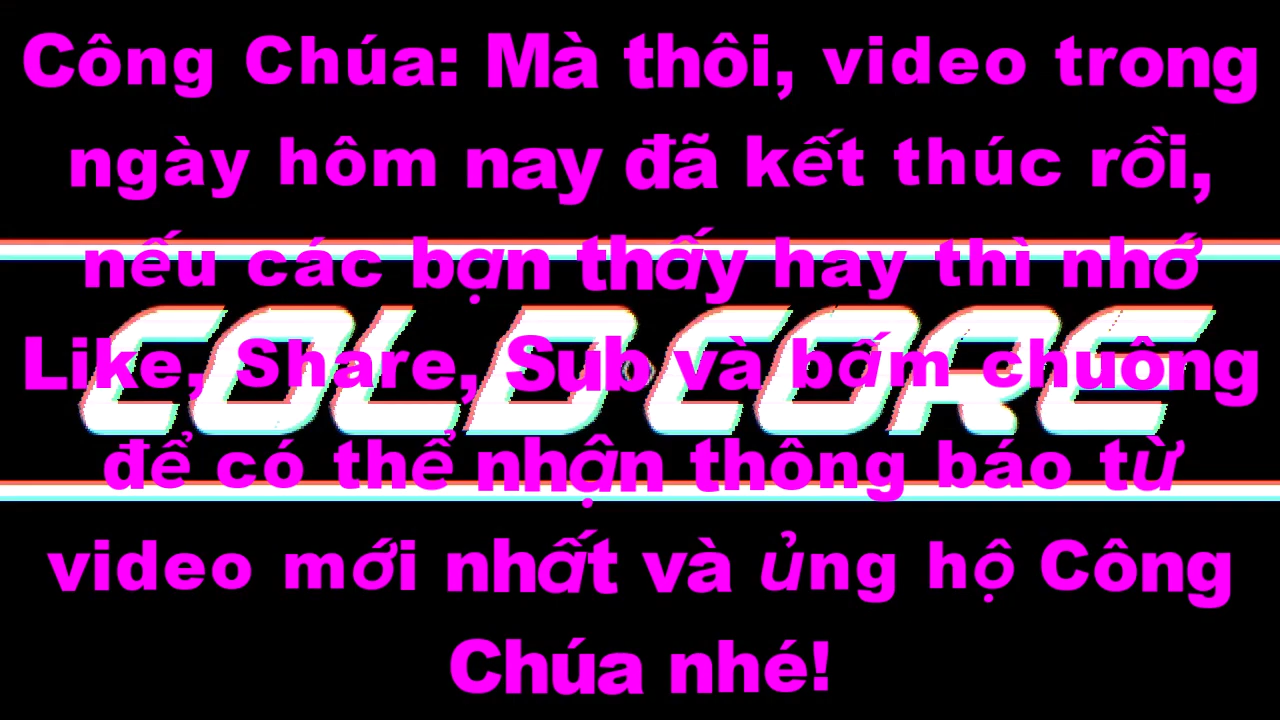 Công Chúa: Mà thôi, video trong
ngày hôm nay đã kết thúc rồi,
nếu các bạn thấy hay thì nhớ
COLD CORE
Like, Share, Sub và bấm chuông
để có thể nhận thông báo từ
video mới nhất và ủng hộ Công
Chúa nhé!